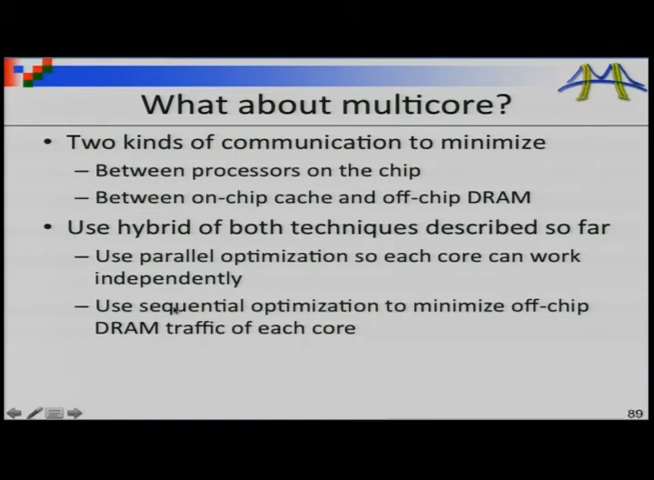 What about multicore?
• Two kinds of communication to minimize
– Between processors on the chip
– Between on-chip cache and off-chip DRAM
• Use hybrid of both techniques described so far
– Use parallel optimization so each core can work
independently
– Use sequential optimization to minimize off-chip
DRAM traffic of each core
89